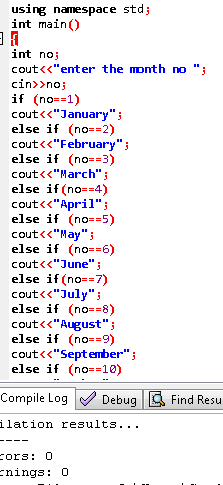 using namespace std;
int main()
{
int no;
cout<<"enter the month no ";
cin>>no;
if (no==1)
cout<<"January";
else if (no==2)
cout<<"February";
else if (no==3)
cout<<"March";
else if(no==4)
cout<<"April";
else if (no==5)
cout<<"May";
else if (no==6)
cout<<"June";
else if(no==7)
cout<<"July";
else if (no==8)
cout<<"August";
else if (no==9)
cout<<"September";
else if (no==10)
Compile Log Debug Find Resu
ilation results...
----
rors: 0
rnings: 0